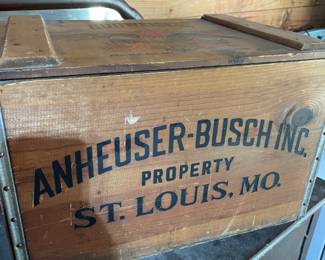 ANHEUSER-BUSCH INC.
PROPERTY
ST. LOUIS, MO.